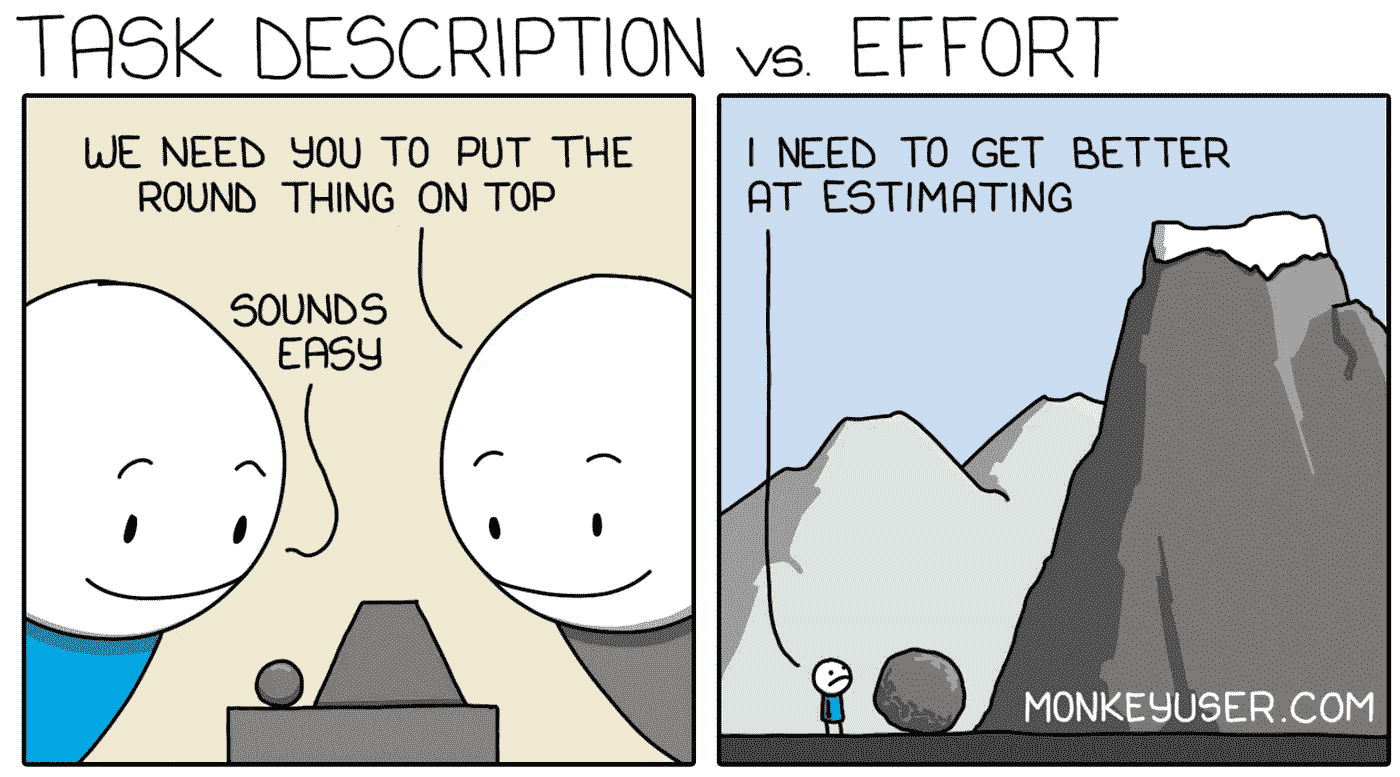 TASK DESCRIPTION vs. EFFORT
WE NEED YOU TO PUT THE
ROUND THING ON TOP
SOUNDS
EASY
I NEED TO GET BETTER
AT ESTIMATING
MONKEYUSER.COM